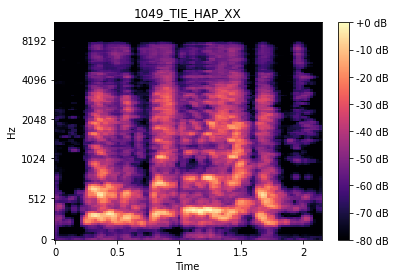 1049_TIE_HAP_XX
Hz
8192
4096
2048
1024
512
0
0
0.5
1
1.5
2
Time
+0 dB
-10 dB
-20 dB
-30 dB
-40 dB
-50 dB
-60 dB
-70 dB
-80 dB